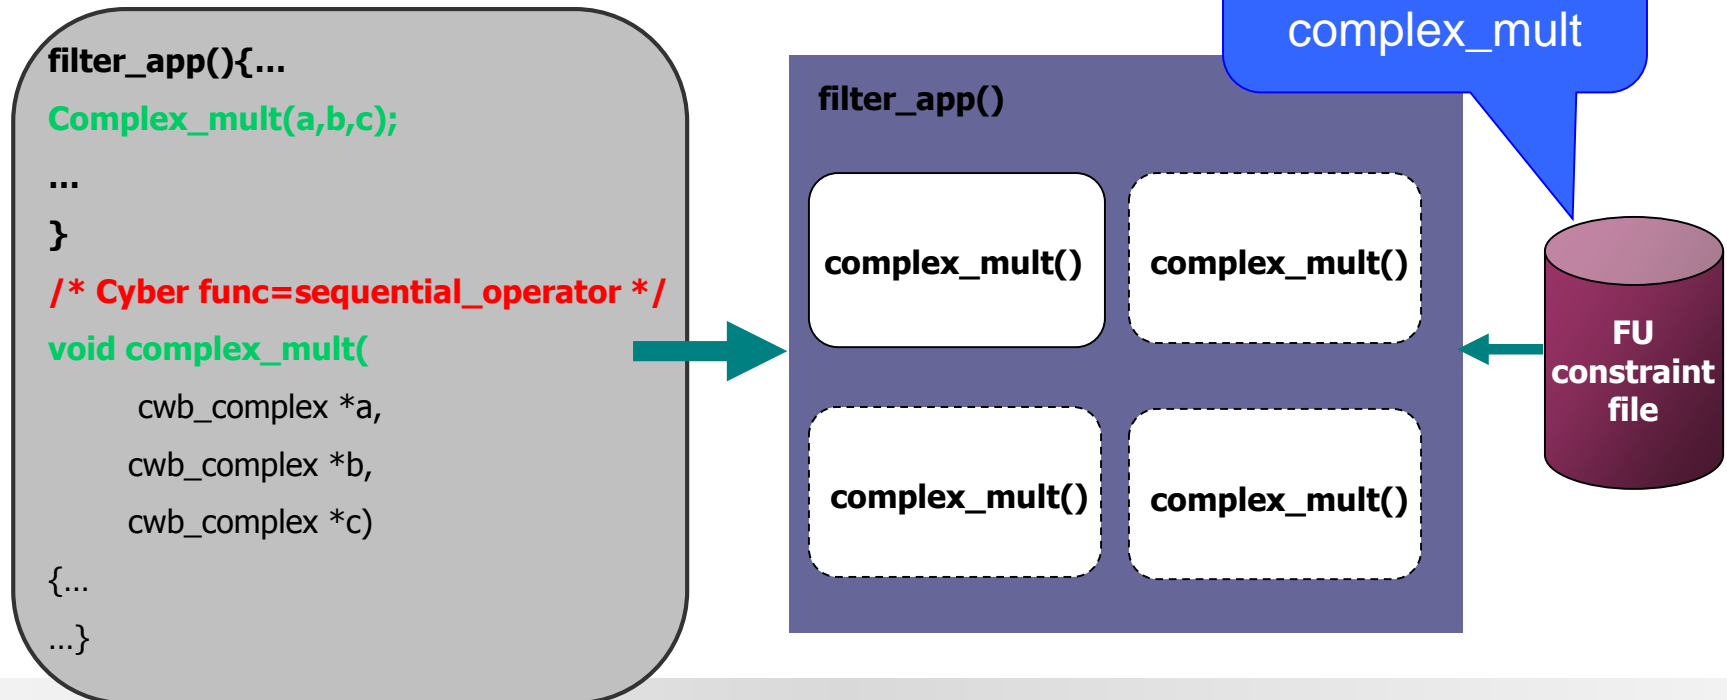 filter_app(){…
Complex_mult(a,b,c);
…
}
/* Cyber func=sequential_operator */
void complex_mult(
cwb_complex *a,
cwb_complex *b,
cwb_complex *c)
{…
…}
filter_app()
complex_mult()
complex_mult()
complex_mult()
complex_mult()
complex_mult
FU
constraint
file